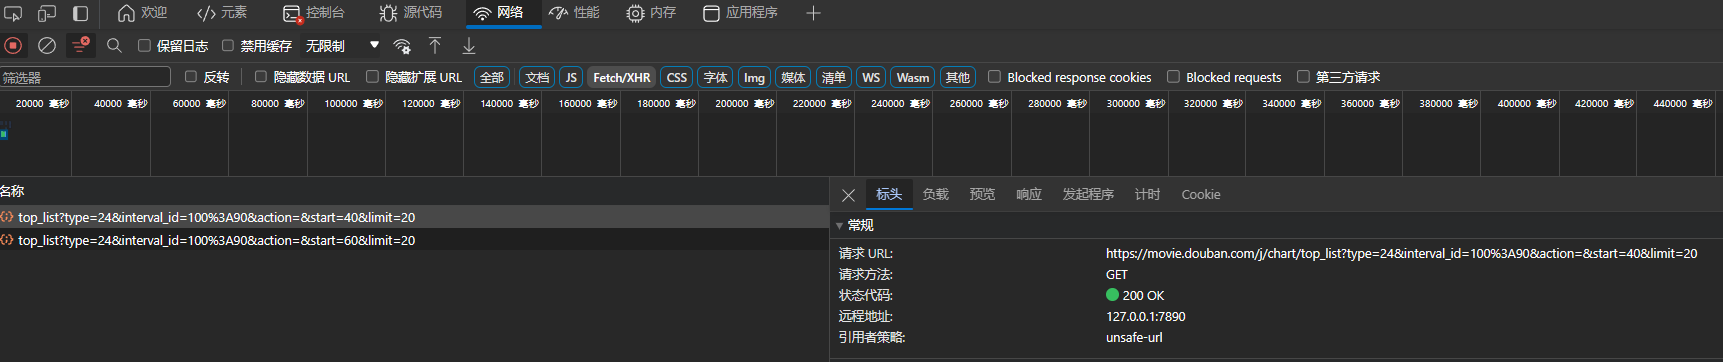 欢迎 元素 控制台 源代码 网络 性能 内存 应用程序
保留日志 禁用缓存 无限制
筛选器 反转 隐藏数据 URL 隐藏扩展 URL 全部 文档 JS Fetch/XHR CSS 字体 Img 媒体 清单 WS Wasm 其他 Blocked response cookies Blocked requests 第三方请求
20000 毫秒 40000 毫秒 60000 毫秒 80000 毫秒 100000 毫秒 120000 毫秒 140000 毫秒 160000 毫秒 180000 毫秒 200000 毫秒 220000 毫秒 240000 毫秒 260000 毫秒 280000 毫秒 300000 毫秒 320000 毫秒 340000 毫秒 360000 毫秒 380000 毫秒 400000 毫秒 420000 毫秒 440000 毫秒
名称
top_list?type=24&interval_id=100%3A90&action=&start=40&limit=20
top_list?type=24&interval_id=100%3A90&action=&start=60&limit=20
标头 负载 预览 响应 发起程序 计时 Cookie
常规
请求 URL: https://movie.douban.com/j/chart/top_list?type=24&interval_id=100%3A90&action=&start=40&limit=20
请求方法: GET
状态代码: 200 OK
远程地址: 127.0.0.1:7890
引用者策略: unsafe-url